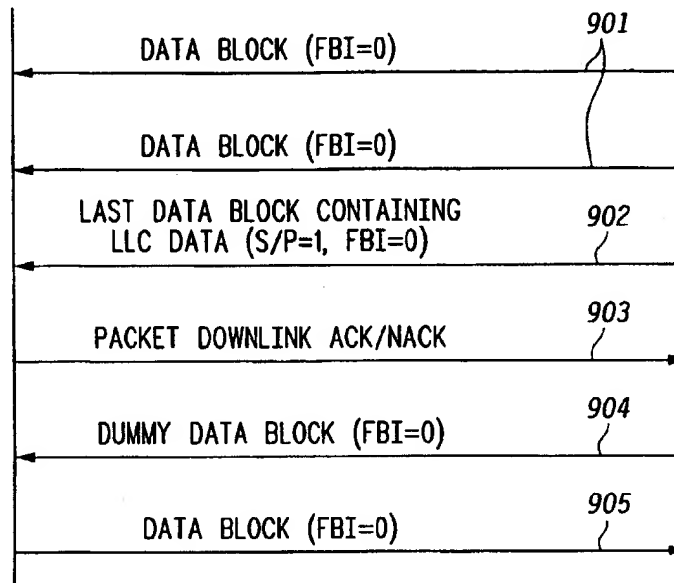 901
DATA BLOCK (FBI=0)
DATA BLOCK (FBI=0)
LAST DATA BLOCK CONTAINING
LLC DATA (S/P=1, FBI=0)
902
PACKET DOWNLINK ACK/NACK
903
DUMMY DATA BLOCK (FBI=0)
904
DATA BLOCK (FBI=0)
905